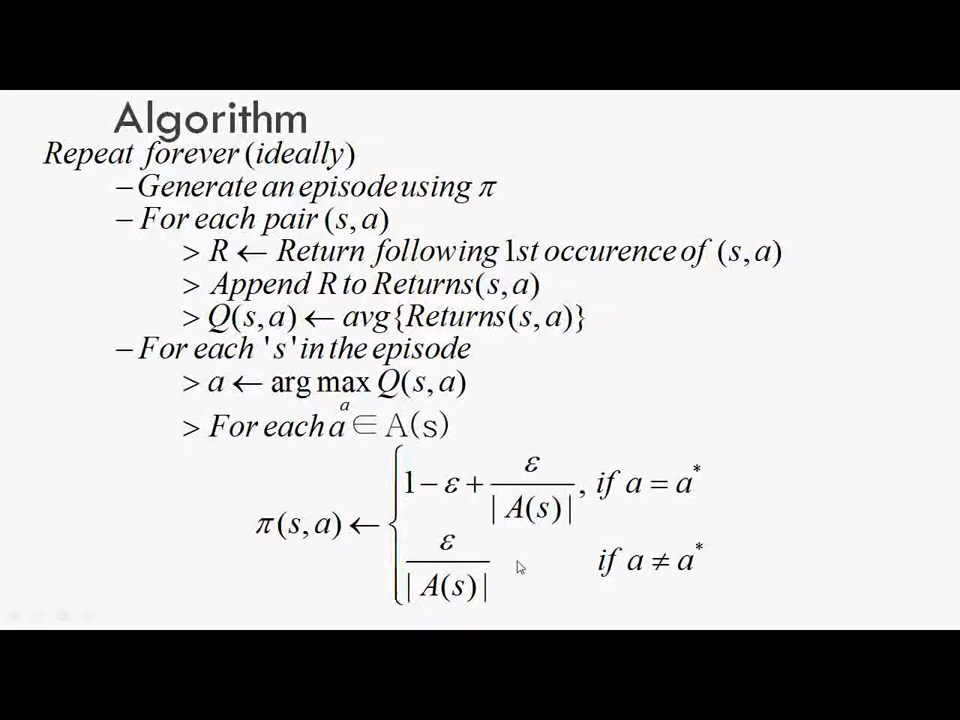 Algorithm
Repeat forever (ideally)
– Generate an episode using π
– For each pair (s, a)
> R ← Return following 1st occurence of (s, a)
> Append R to Returns(s, a)
> Q(s, a) ← avg{Returns(s, a)}
– For each 's' in the episode
> a ← arg max Q(s, a)
a
> For each a ∈ A(s)
π(s, a) ← { 1 − ε + ε / | A(s) | , if a = a*
ε / | A(s) | if a ≠ a*